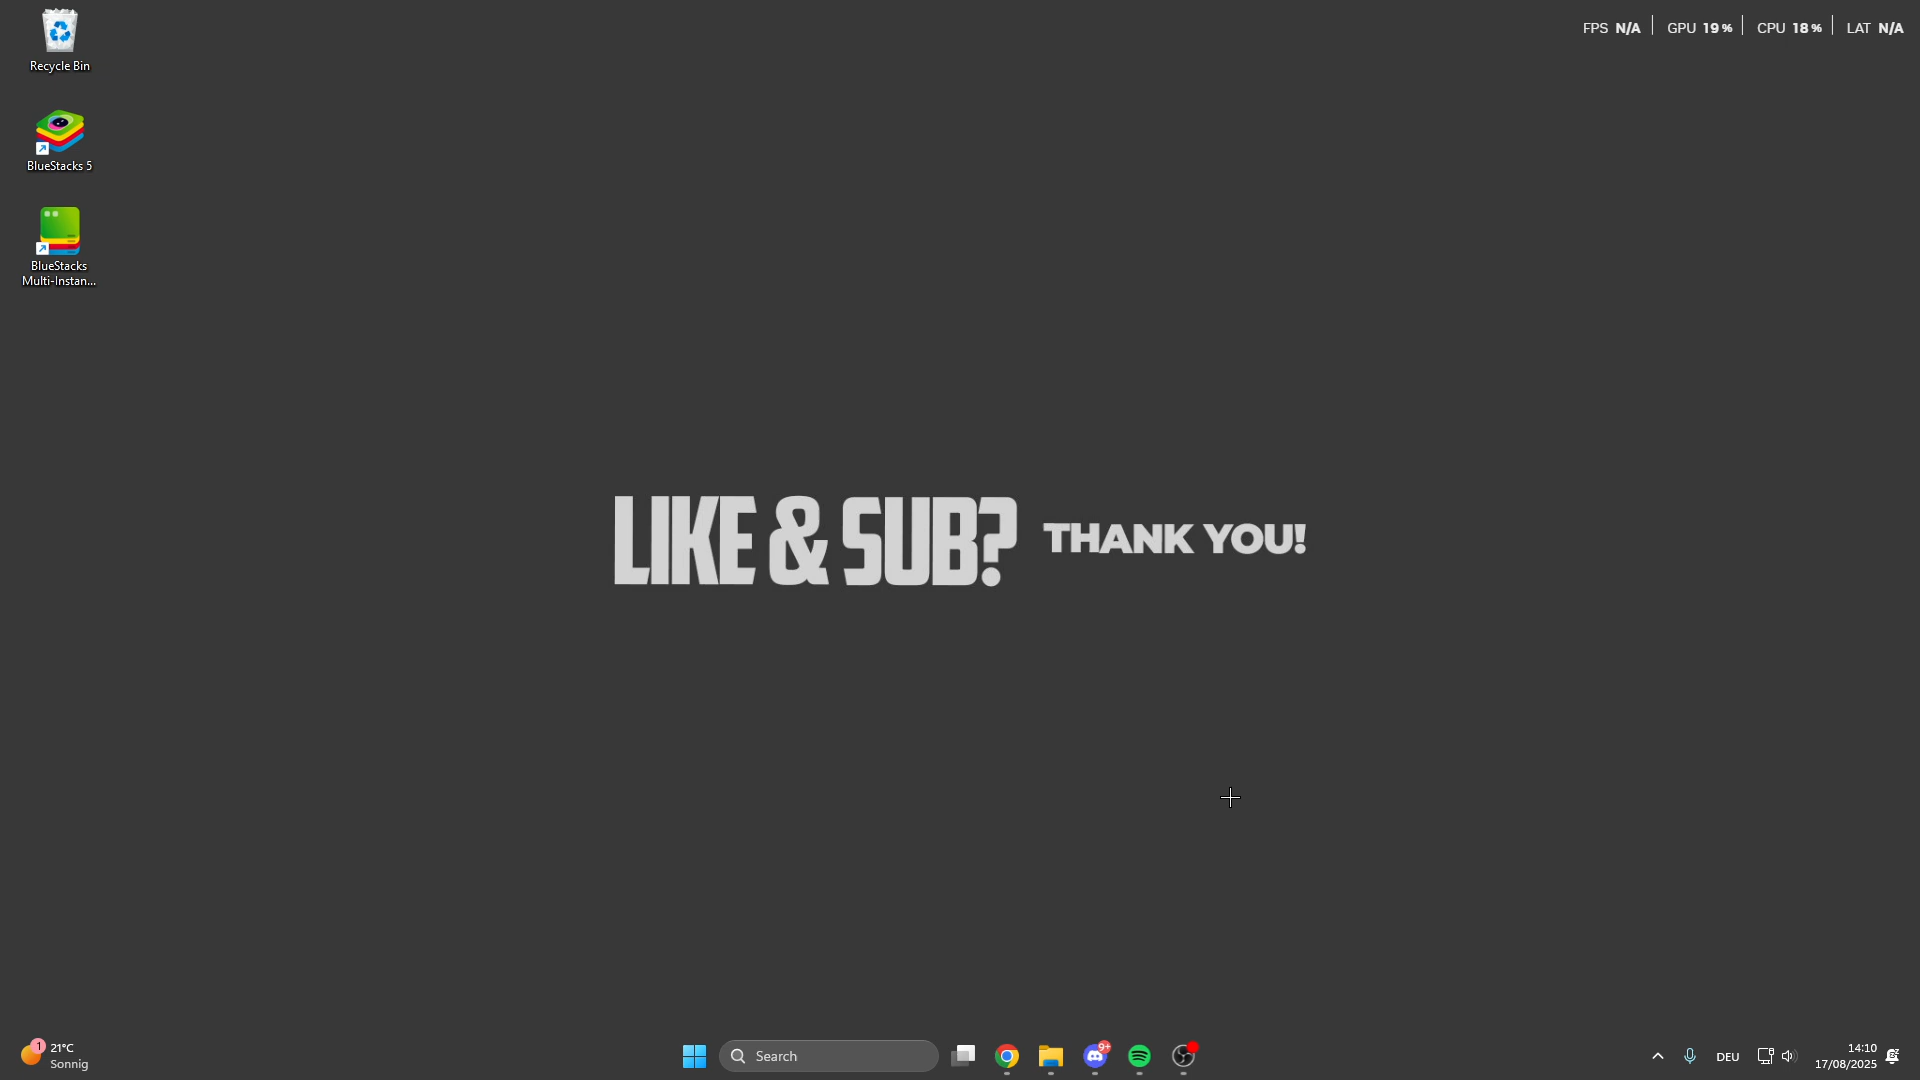 Recycle Bin
FPS N/A GPU 19% CPU 18% LAT N/A
BlueStacks 5
BlueStacks
Multi-Instan...
LIKE & SUB? THANK YOU!
1
21°C
Sonnig
Search
9+
DEU
14:10
17/08/2025